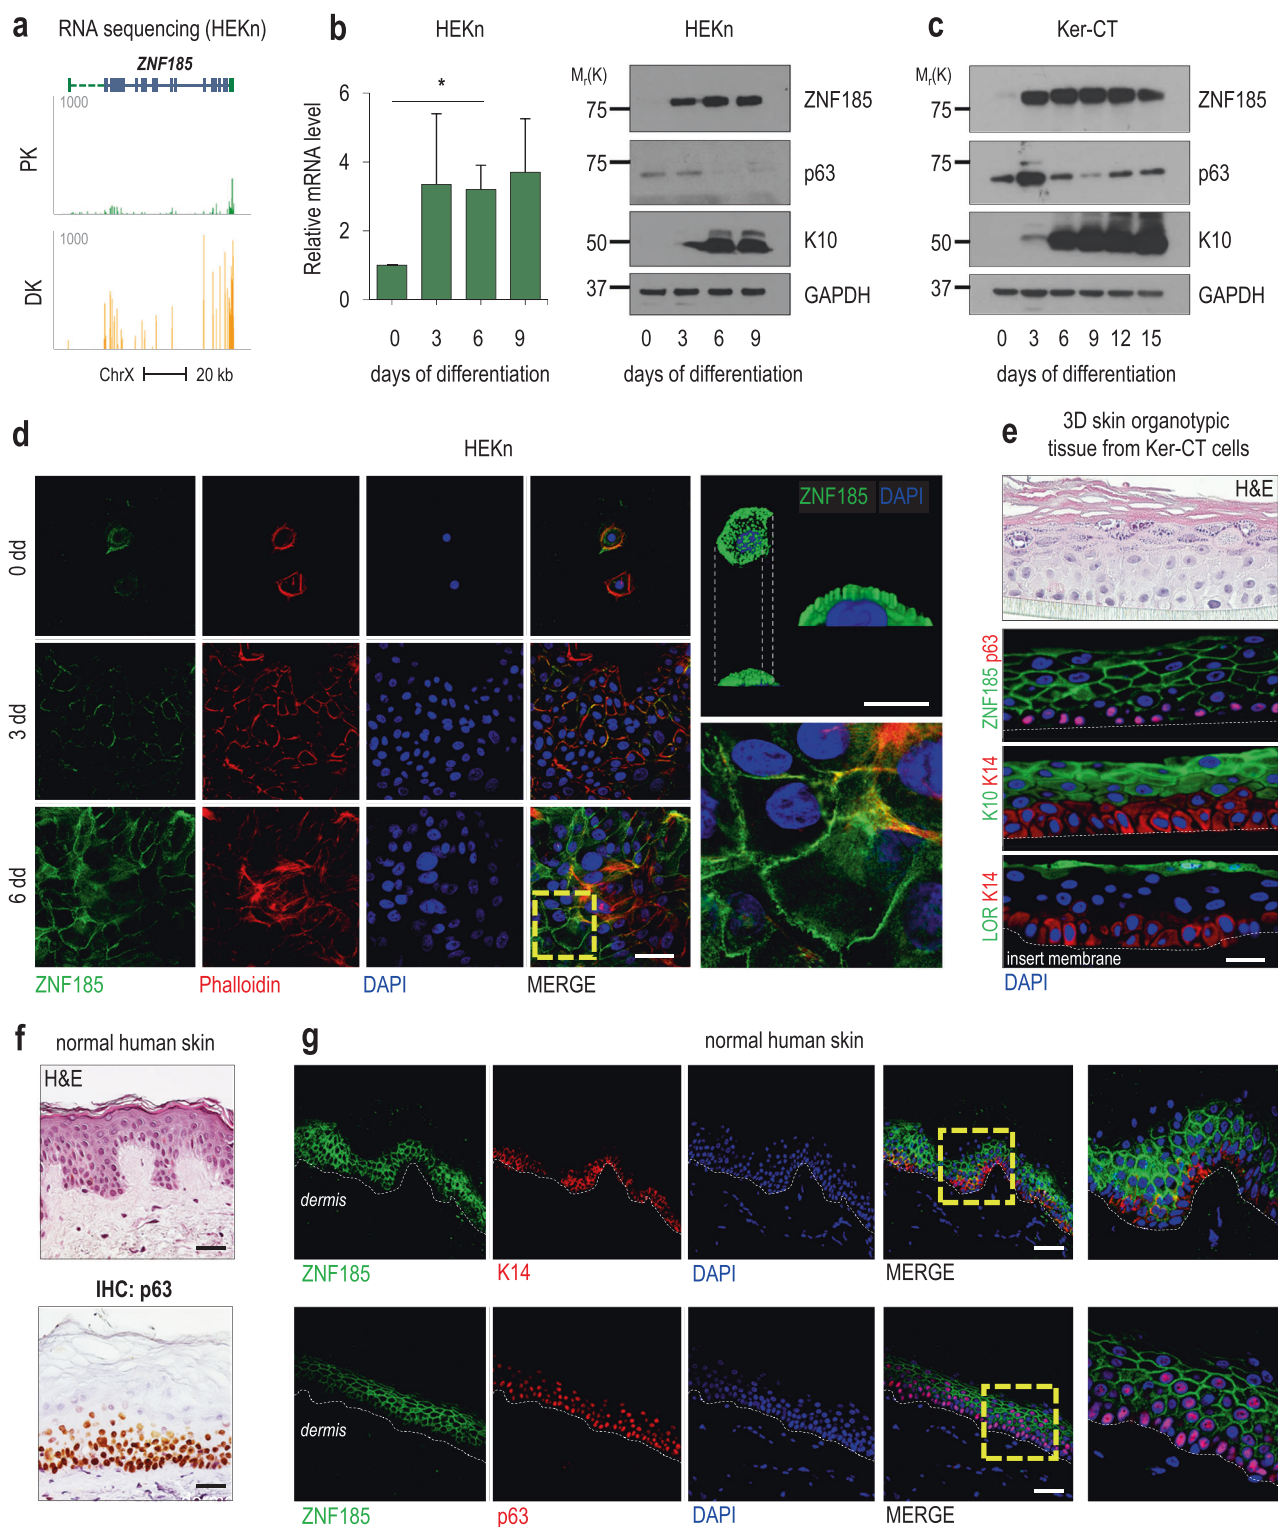 a RNA sequencing (HEKn)
ZNF185
1000
PK
1000
DK
ChrX 20 kb
b HEKn
Relative mRNA level
6
4
2
0
*
0 3 6 9
days of differentiation
HEKn
Mr(K)
75 ZNF185
75 p63
50 K10
37 GAPDH
0 3 6 9
days of differentiation
c Ker-CT
Mr(K)
75 ZNF185
75 p63
50 K10
37 GAPDH
0 3 6 9 12 15
days of differentiation
d HEKn
0 dd
3 dd
6 dd
ZNF185 Phalloidin DAPI MERGE
ZNF185 DAPI
e 3D skin organotypic
tissue from Ker-CT cells
H&E
ZNF185 p63
K10 K14
LOR K14
insert membrane
DAPI
f normal human skin
H&E
IHC: p63
g normal human skin
dermis
ZNF185 K14 DAPI MERGE
dermis
ZNF185 p63 DAPI MERGE